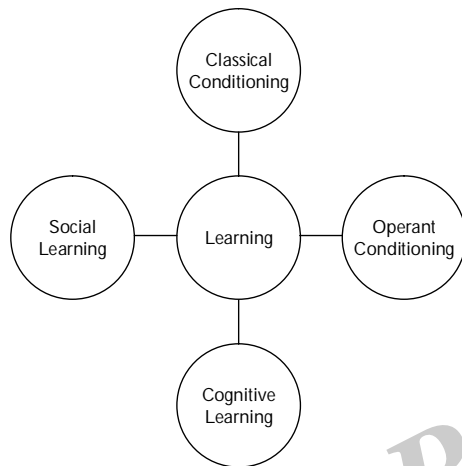 Classical
Conditioning
Social
Learning
Learning
Operant
Conditioning
Cognitive
Learning